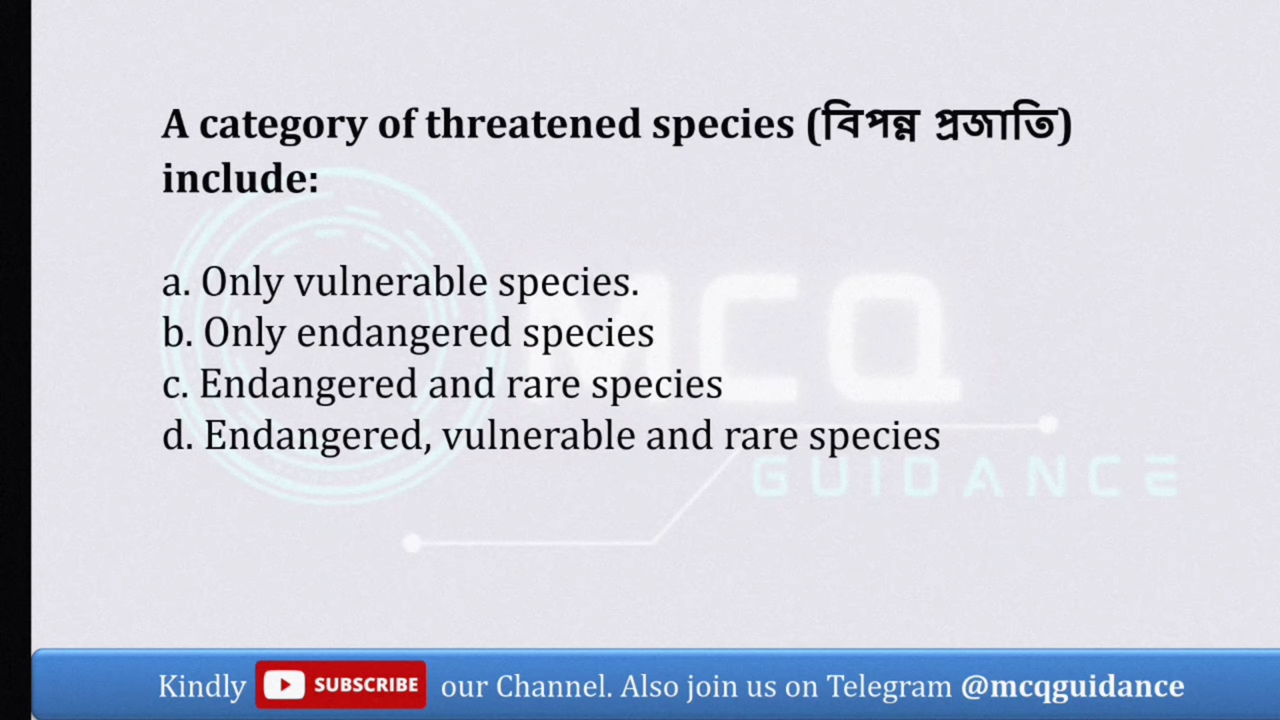 A category of threatened species (বিপন্ন প্রজাতি)
include:
a. Only vulnerable species.
b. Only endangered species
c. Endangered and rare species
d. Endangered, vulnerable and rare species
MCQ
GUIDANCE
Kindly SUBSCRIBE our Channel. Also join us on Telegram @mcqguidance